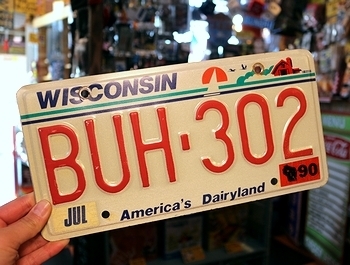 WISCONSIN
BUH·302
90
JUL
America's Dairyland